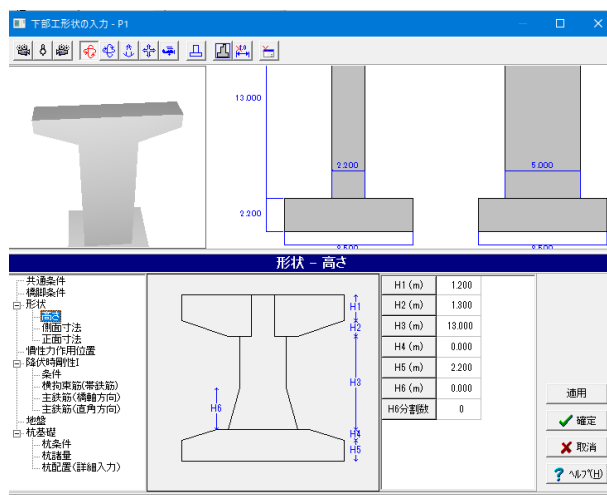 下部工形状の入力 - P1
13.000
2.200
5.000
2.200
8.500
8.500
形状 - 高さ
共通条件
橋脚条件
形状
高さ
側面寸法
正面寸法
慣性力作用位置
降伏時剛性I
条件
横拘束筋(帯鉄筋)
主鉄筋(橋軸方向)
主鉄筋(直角方向)
地盤
杭基礎
杭条件
杭諸量
杭配置(詳細入力)
H1
H2
H3
H6
H4
H5
H1 (m) 1.200
H2 (m) 1.300
H3 (m) 13.000
H4 (m) 0.000
H5 (m) 2.200
H6 (m) 0.000
H6分割数 0
適用
確定
取消
ヘルプ(H)